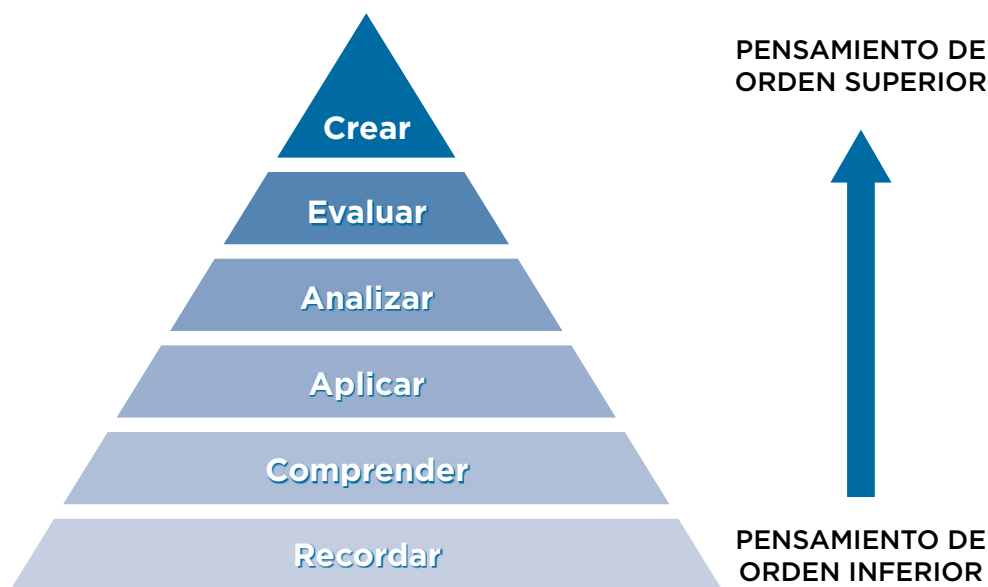 PENSAMIENTO DE
ORDEN SUPERIOR
Crear
Evaluar
Analizar
Aplicar
Comprender
Recordar
PENSAMIENTO DE
ORDEN INFERIOR